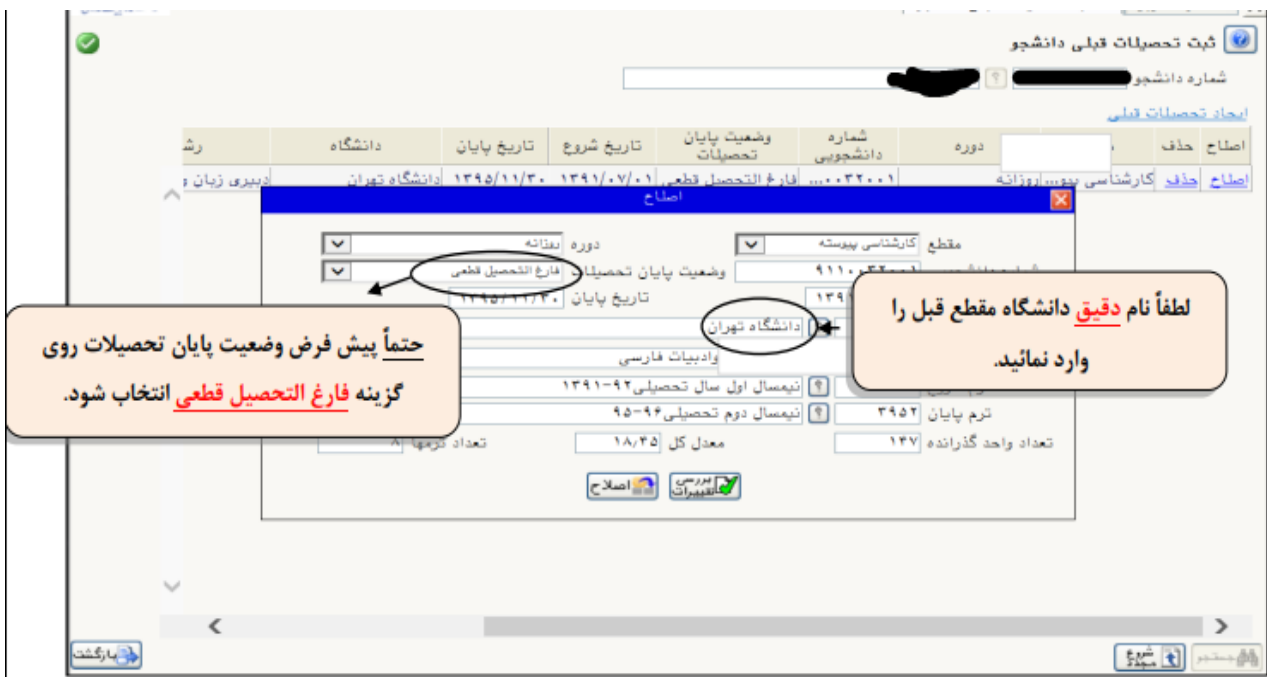 ثبت تحصیلات قبلی دانشجو
شماره دانشجو
ایجاد تحصیلات قبلی
اصلاح حذف دوره شماره دانشجویی وضعیت پایان تحصیلات تاریخ شروع تاریخ پایان دانشگاه رش
اصلاح حذف کارشناسی پیو... روزانه ...۰۰۳۲۰۰۱ فارغ التحصیل قطعی ۱۳۹۱/۰۷/۰۱ ۱۳۹۵/۱۱/۳۰ دانشگاه تهران دبیری زبان و
اصلاح
مقطع کارشناسی پیوسته دوره روزانه
وضعیت پایان تحصیلات فارغ التحصیل قطعی
تاریخ پایان ۱۳۹۵/۱۱/۳۰
دانشگاه تهران
لطفاً نام دقیق دانشگاه مقطع قبل را
وارد نمائید.
حتماً پیش فرض وضعیت پایان تحصیلات روی
گزینه فارغ التحصیل قطعی انتخاب شود.
وادبیات فارسی
نیمسال اول سال تحصیلی۹۲-۱۳۹۱
ترم پایان ۳۹۵۲ نیمسال دوم تحصیلی۹۶-۹۵
تعداد واحد گذرانده ۱۴۷ معدل کل ۱۸٫۴۵ تعداد ترمها ۸
بررسی تغییرات اصلاح
جستجو شروع مجدد بازگشت